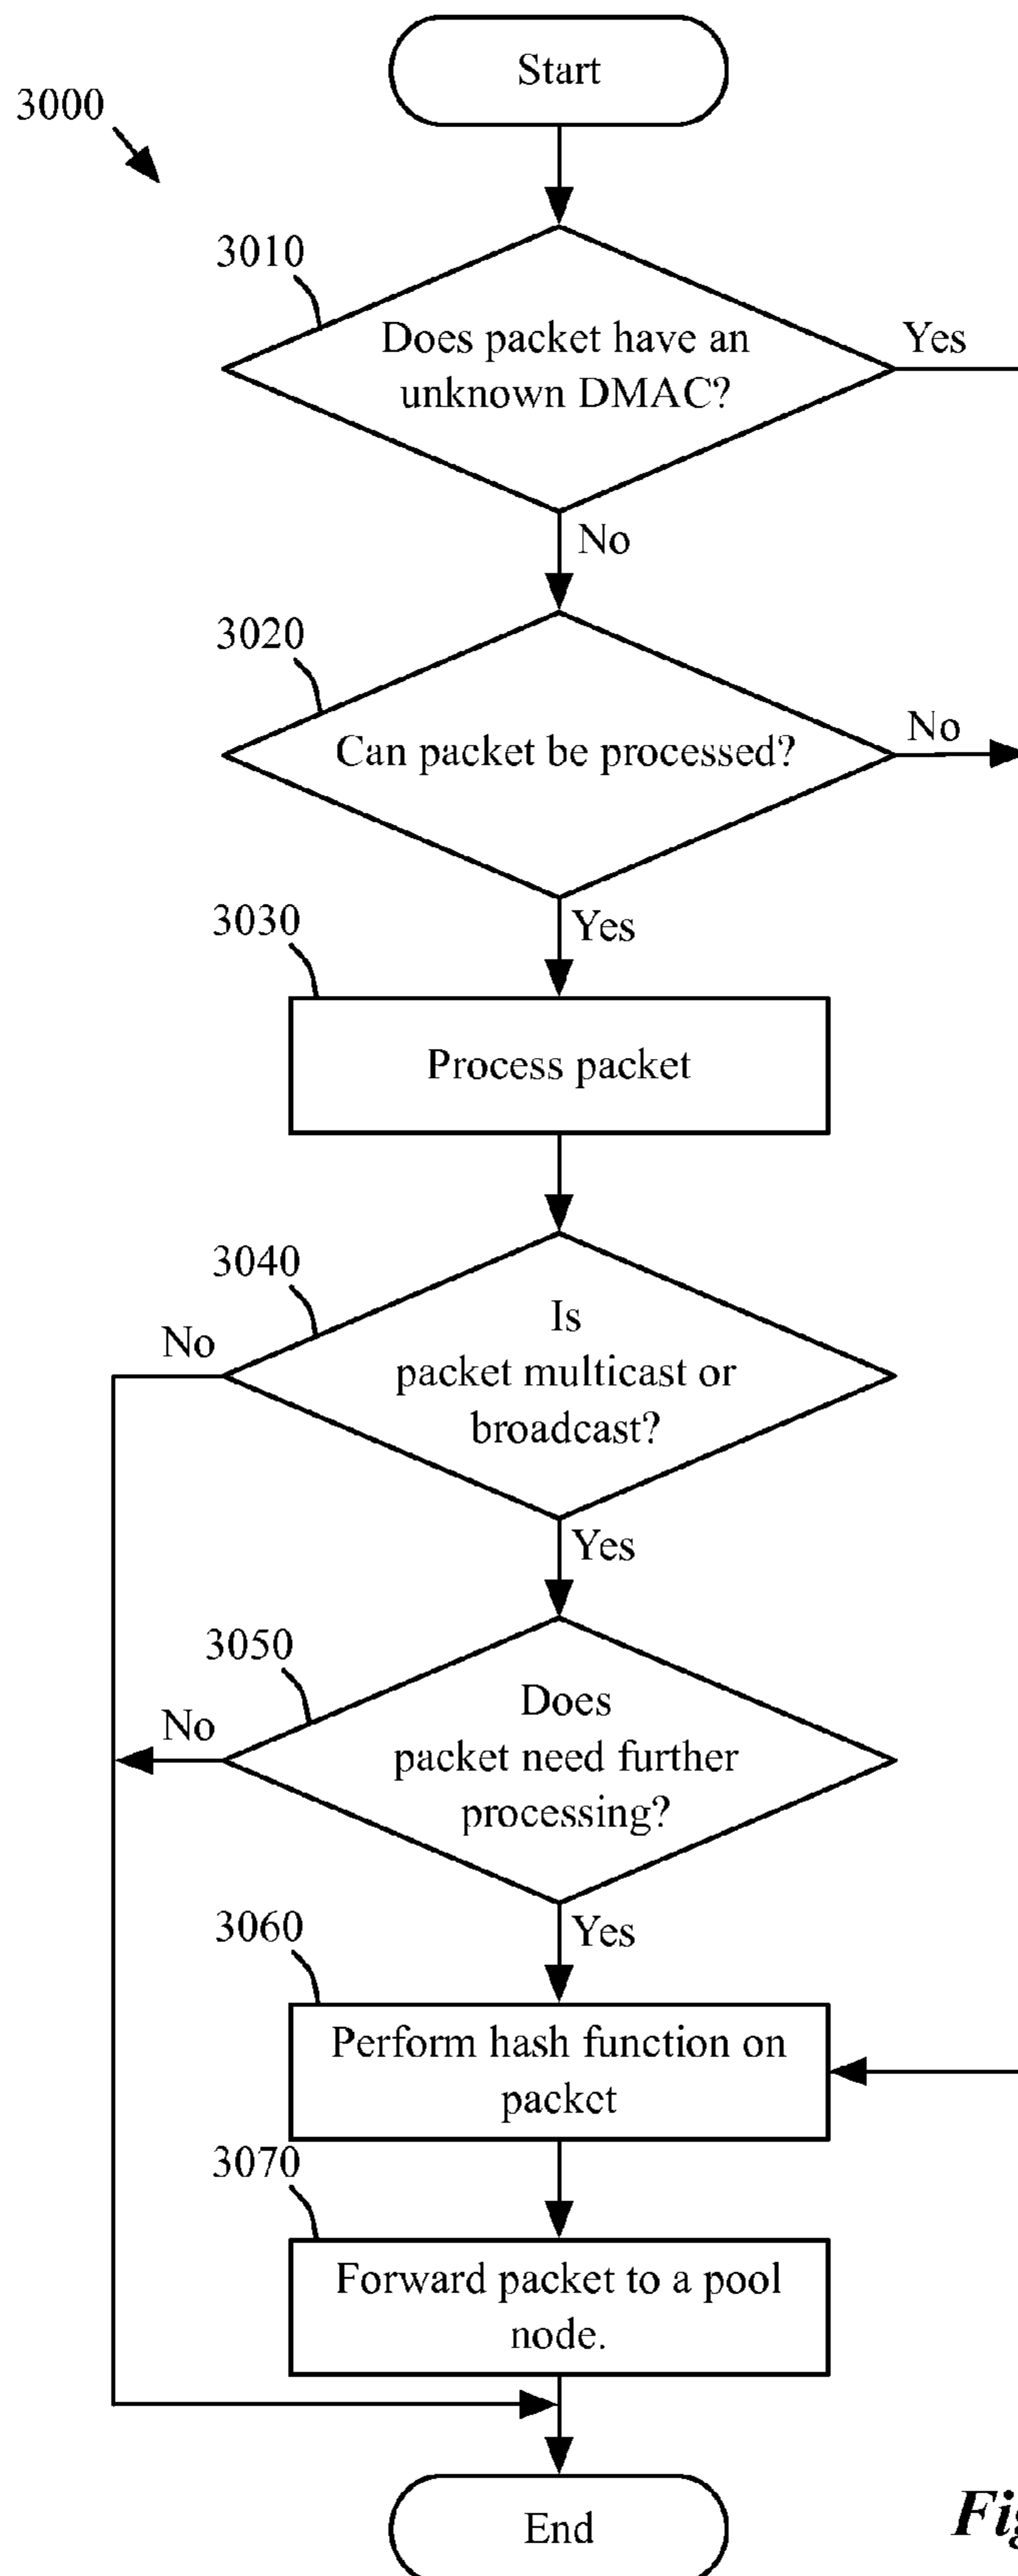 Start
3000
3010
Does packet have an
unknown DMAC?
Yes
No
3020
Can packet be processed?
No
Yes
3030
Process packet
3040
Is
packet multicast or
broadcast?
No
Yes
3050
Does
packet need further
processing?
No
Yes
3060
Perform hash function on
packet
3070
Forward packet to a pool
node.
End